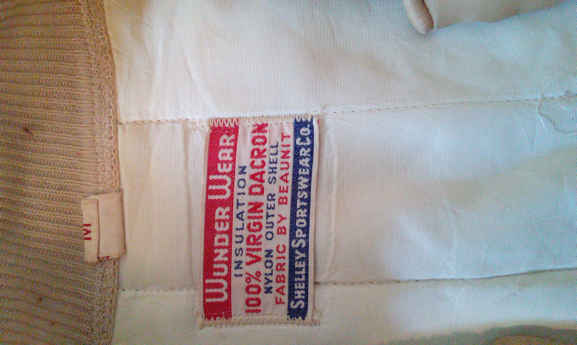 WUNDER WEAR
INSULATION
100% VIRGIN DACRON
NYLON OUTER SHELL
FABRIC BY BEAUNIT
SHELLEY SPORTSWEAR CO.
M